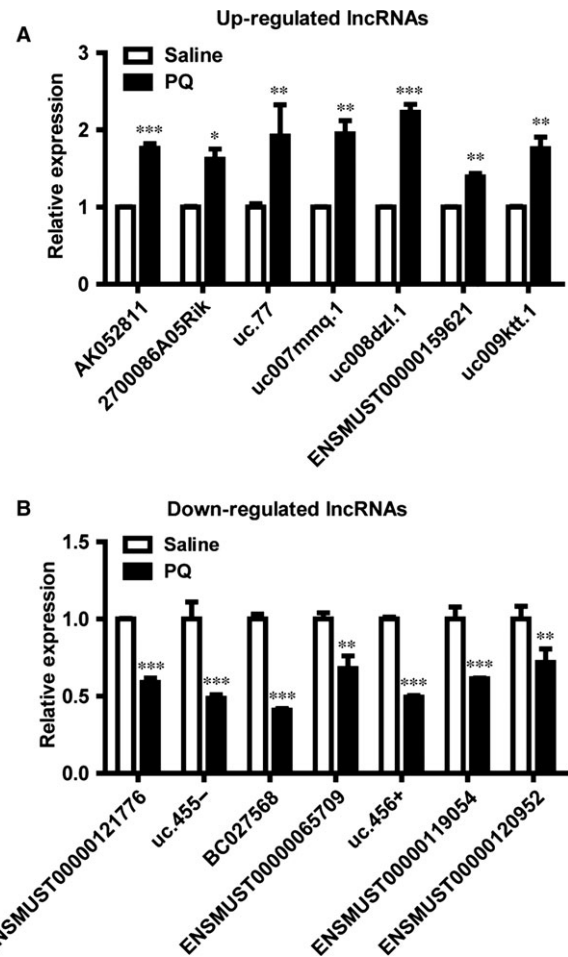 A
Up-regulated lncRNAs
Saline
PQ
Relative expression
3
2
1
0
***
*
**
**
***
**
**
AK052811
2700086A05Rik
uc.77
uc007mmq.1
uc008dzl.1
ENSMUST00000159621
uc009ktt.1
B
Down-regulated lncRNAs
Saline
PQ
Relative expression
1.5
1.0
0.5
0.0
***
***
***
**
***
***
**
ENSMUST00000121776
uc.455–
BC027568
ENSMUST00000065709
uc.456+
ENSMUST00000119054
ENSMUST00000120952